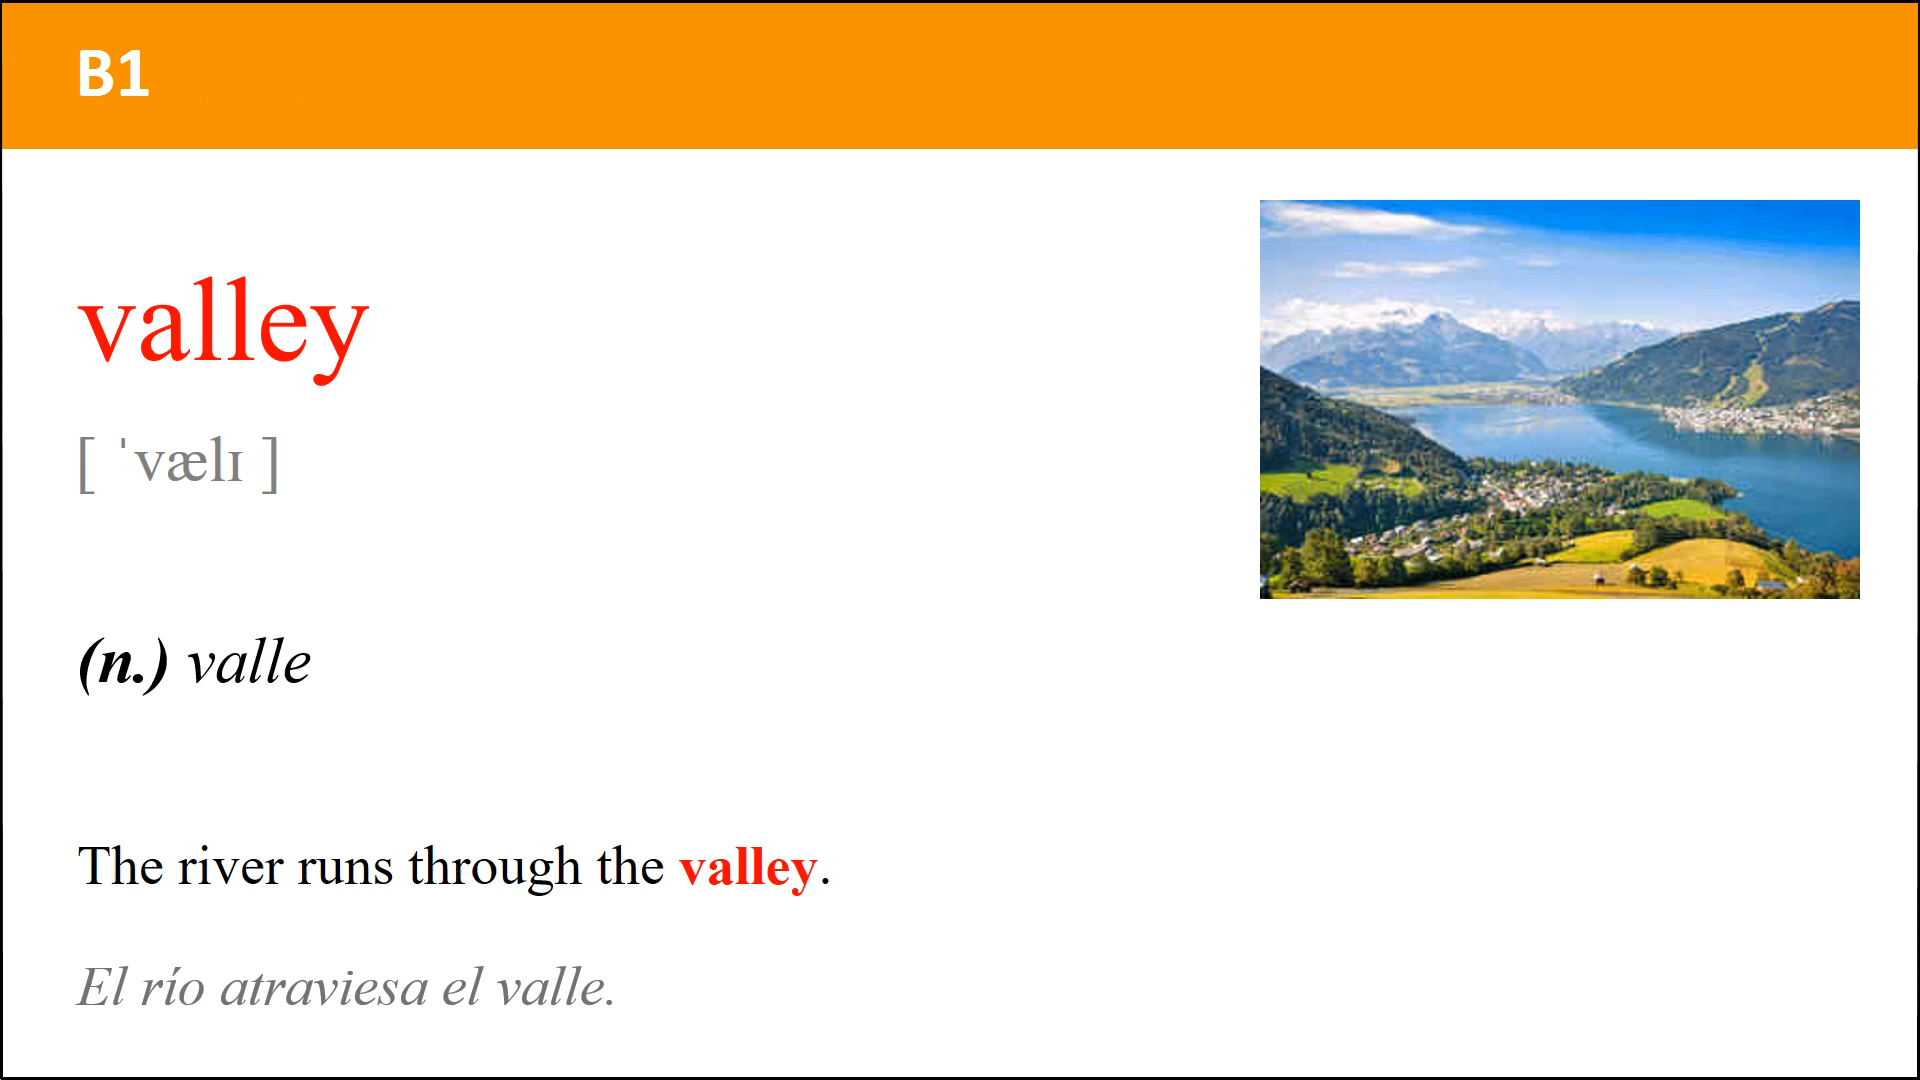 B1
valley
[ ˈvælɪ ]
(n.) valle
The river runs through the valley.
El río atraviesa el valle.